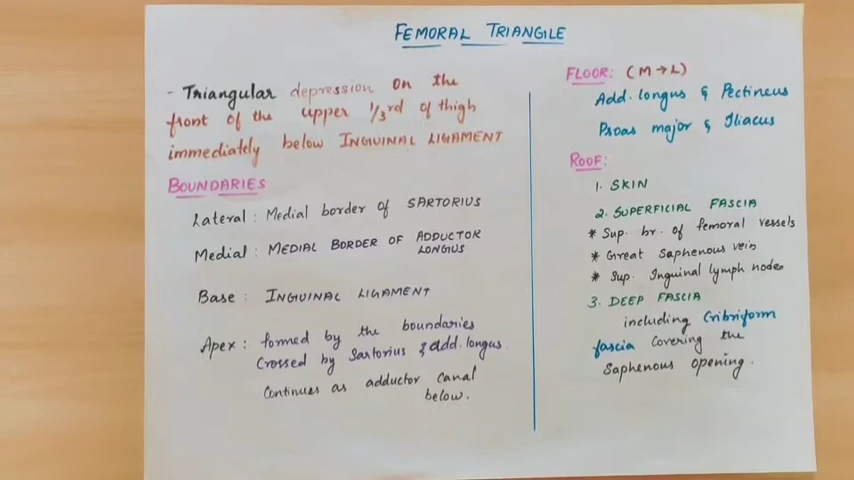 FEMORAL TRIANGLE
- Triangular depression on the
front of the upper 1/3rd of thigh
immediately below INGUINAL LIGAMENT
BOUNDARIES
Lateral : Medial border of SARTORIUS
Medial : MEDIAL BORDER OF ADDUCTOR
LONGUS
Base : INGUINAL LIGAMENT
Apex : formed by the boundaries
Crossed by Sartorius & add. longus
Continues as adductor canal
below.
FLOOR: (M→L)
Add. longus & Pectineus
Psoas major & Iliacus
ROOF:
1. SKIN
2. SUPERFICIAL FASCIA
* Sup. br. of femoral vessels
* Great Saphenous vein
* Sup. Inguinal lymph nodes
3. DEEP FASCIA
including Cribriform
fascia covering the
Saphenous opening.